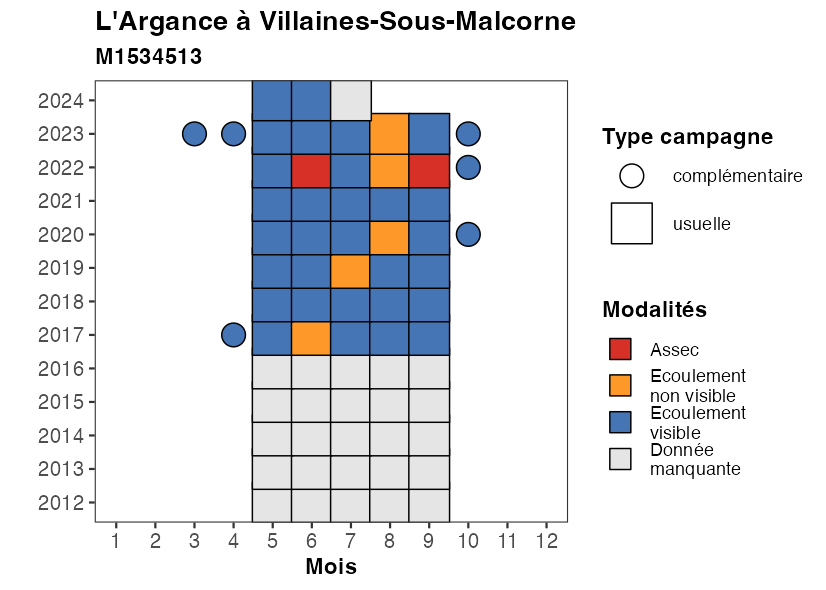 L'Argance à Villaines-Sous-Malcorne
M1534513
2024
2023
2022
2021
2020
2019
2018
2017
2016
2015
2014
2013
2012
1 2 3 4 5 6 7 8 9 10 11 12
Mois
Type campagne
complémentaire
usuelle
Modalités
Assec
Ecoulement
non visible
Ecoulement
visible
Donnée
manquante